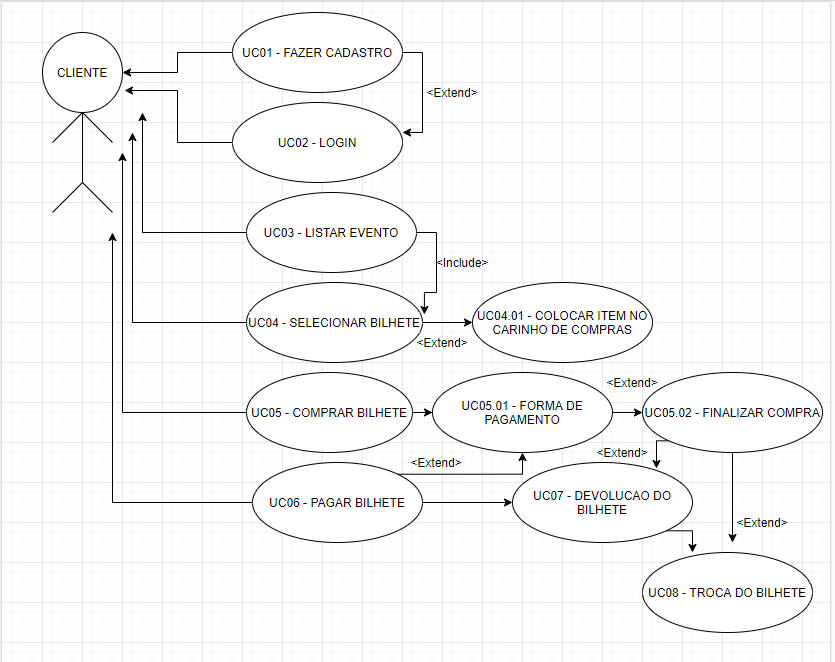 UC01 - FAZER CADASTRO
CLIENTE
<Extend>
UC02 - LOGIN
UC03 - LISTAR EVENTO
<Include>
UC04 - SELECIONAR BILHETE
UC04.01 - COLOCAR ITEM NO
CARINHO DE COMPRAS
<Extend>
<Extend>
UC05 - COMPRAR BILHETE
UC05.01 - FORMA DE
PAGAMENTO
UC05.02 - FINALIZAR COMPRA
<Extend>
<Extend>
UC06 - PAGAR BILHETE
UC07 - DEVOLUCAO DO
BILHETE
<Extend>
UC08 - TROCA DO BILHETE